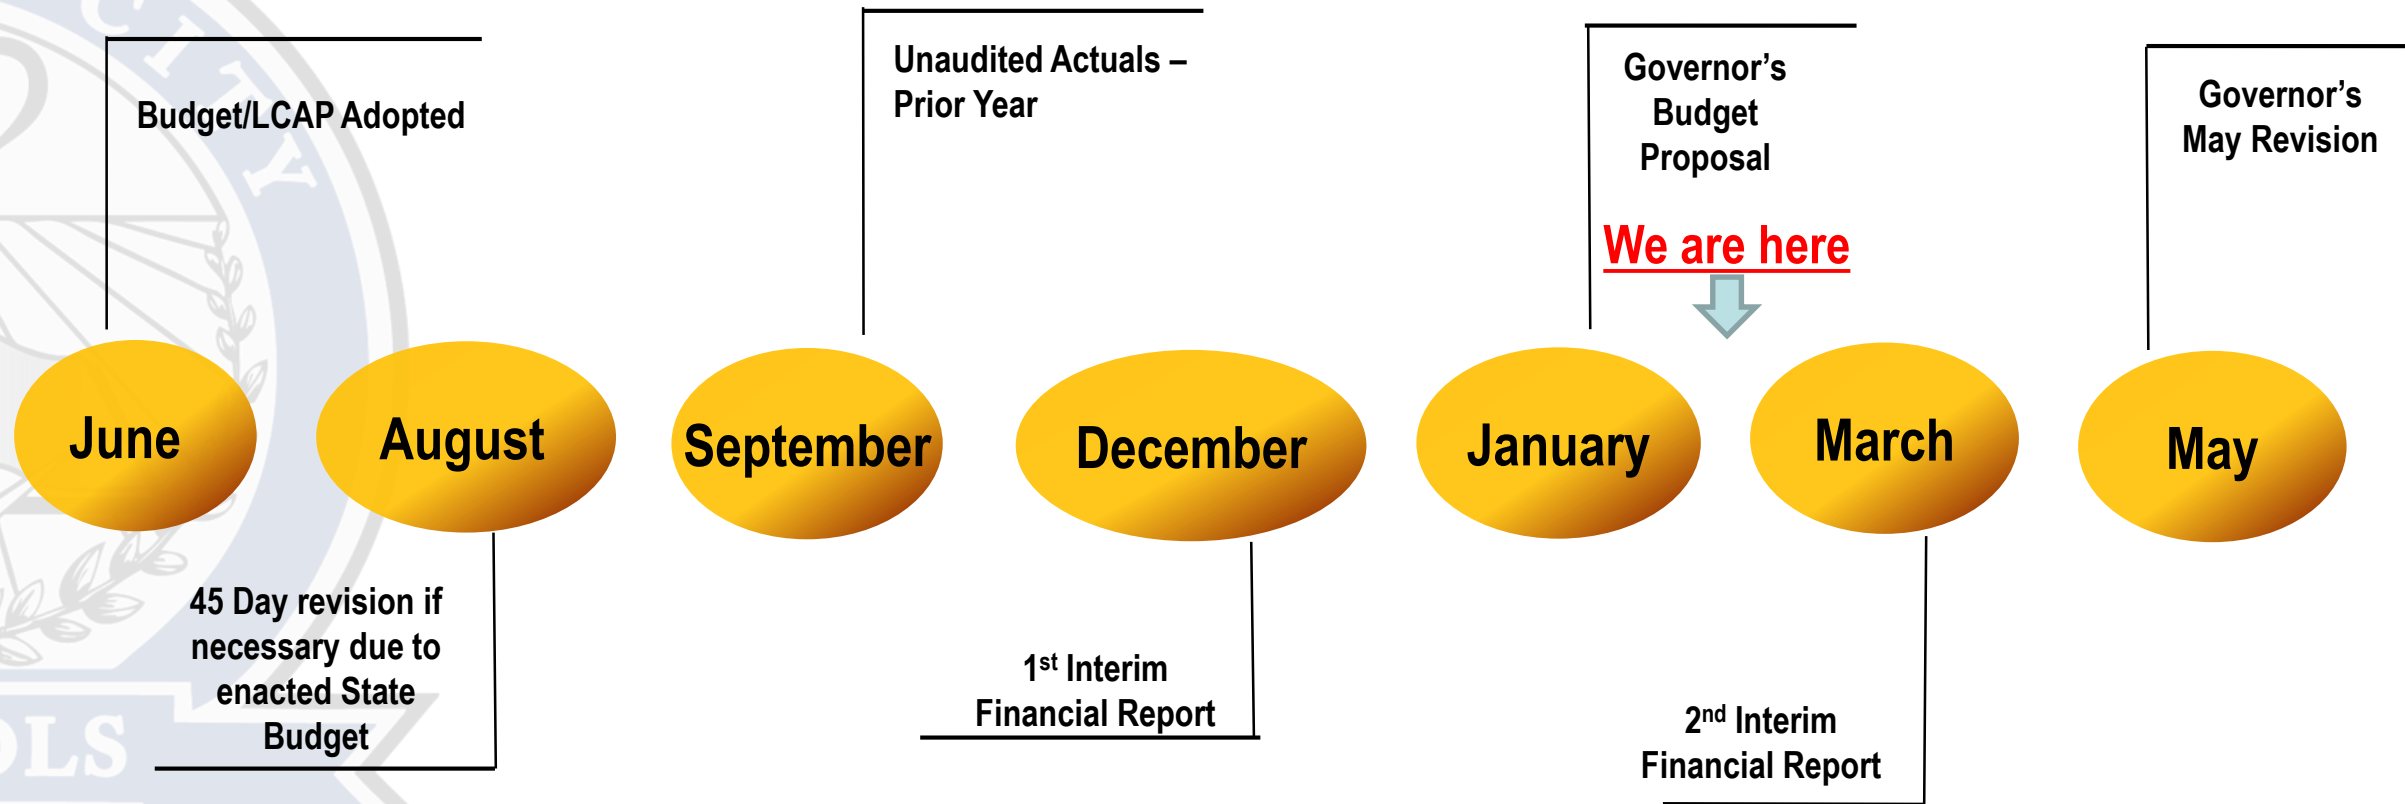 Budget/LCAP Adopted
Unaudited Actuals –
Prior Year
Governor’s
Budget
Proposal
We are here
Governor’s
May Revision
June
August
September
December
January
March
May
45 Day revision if
necessary due to
enacted State
Budget
1st Interim
Financial Report
2nd Interim
Financial Report
CITY
OLS